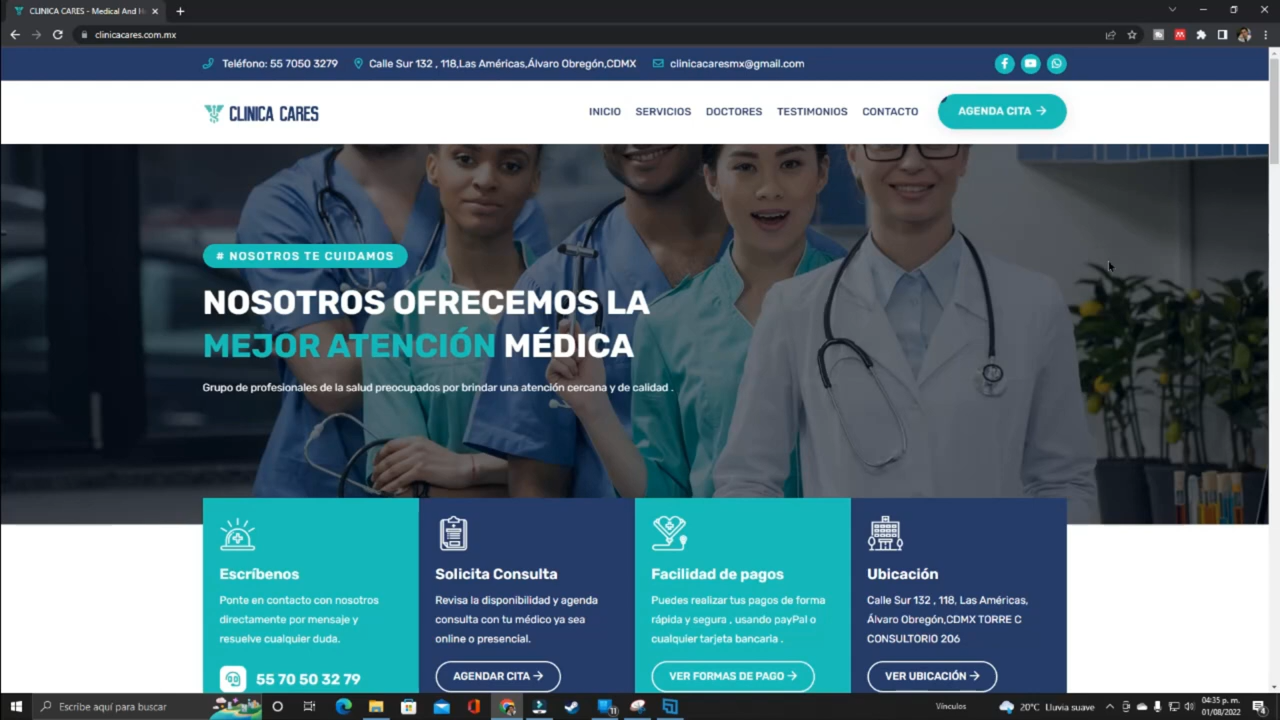 CLINICA CARES - Medical And H
clinicacares.com.mx
Teléfono: 55 7050 3279
Calle Sur 132 , 118,Las Américas,Álvaro Obregón,CDMX
clinicacaresmx@gmail.com
CLINICA CARES
INICIO
SERVICIOS
DOCTORES
TESTIMONIOS
CONTACTO
AGENDA CITA →
# NOSOTROS TE CUIDAMOS
NOSOTROS OFRECEMOS LA
MEJOR ATENCIÓN MÉDICA
Grupo de profesionales de la salud preocupados por brindar una atención cercana y de calidad .
Escríbenos
Ponte en contacto con nosotros
directamente por mensaje y
resuelve cualquier duda.
55 70 50 32 79
Solicita Consulta
Revisa la disponibilidad y agenda
consulta con tu médico ya sea
online o presencial.
AGENDAR CITA →
Facilidad de pagos
Puedes realizar tus pagos de forma
rápida y segura , usando payPal o
cualquier tarjeta bancaria .
VER FORMAS DE PAGO →
Ubicación
Calle Sur 132 , 118, Las Américas,
Álvaro Obregón,CDMX TORRE C
CONSULTORIO 206
VER UBICACIÓN →
Escribe aquí para buscar
Vínculos
20°C Lluvia suave
04:35 p. m.
01/08/2022